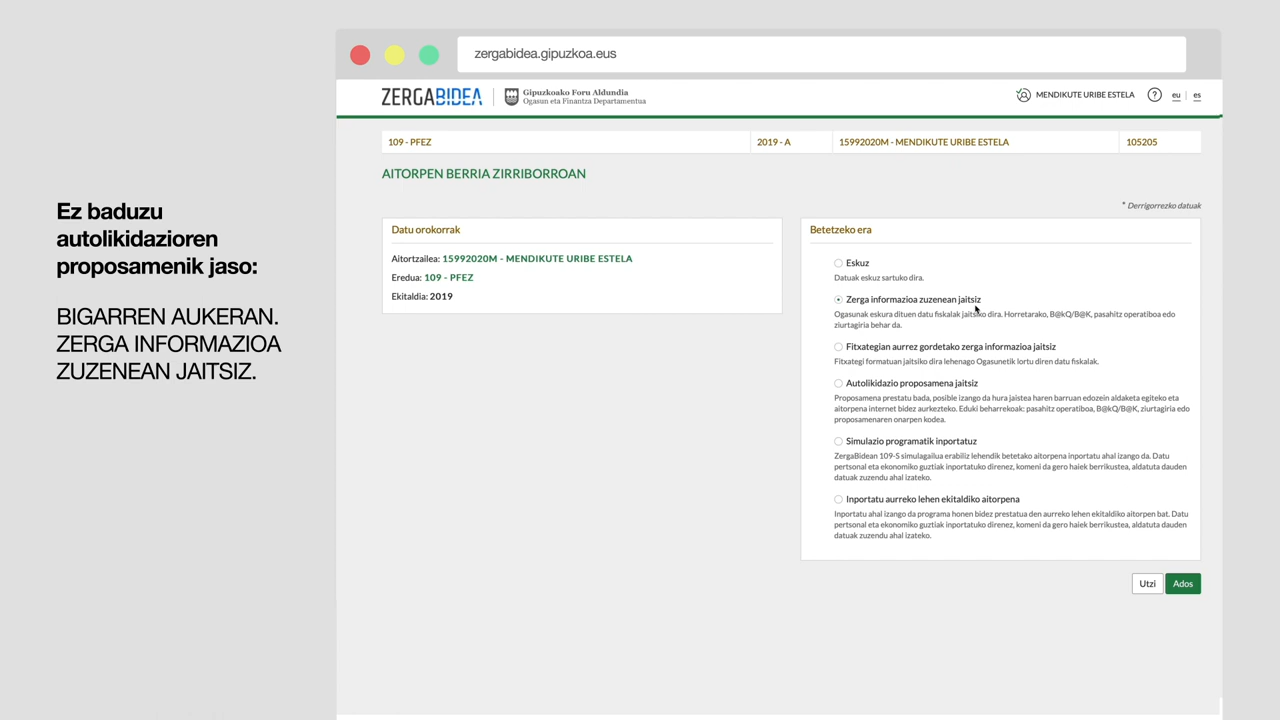 Ez baduzu
autolikidazioren
proposamenik jaso:
BIGARREN AUKERAN.
ZERGA INFORMAZIOA
ZUZENEAN JAITSIZ.
zergabidea.gipuzkoa.eus
ZERGABIDEA
Gipuzkoako Foru Aldundia
Ogasun eta Finantza Departamentua
MENDIKUTE URIBE ESTELA
?
eu | es
109 - PFEZ
2019 - A
15992020M - MENDIKUTE URIBE ESTELA
105205
AITORPEN BERRIA ZIRRIBORROAN
* Derrigorrezko datuak
Datu orokorrak
Aitortzailea: 15992020M - MENDIKUTE URIBE ESTELA
Eredua: 109 - PFEZ
Ekitaldia: 2019
Betetzeko era
Eskuz
Datuak eskuz sartuko dira.
Zerga informazioa zuzenean jaitsiz
Ogasunak eskura dituen datu fiskalak jaitsiko dira. Horretarako, B@kQ/B@K, pasahitz operatiboa edo
ziurtagiria behar da.
Fitxategian aurrez gordetako zerga informazioa jaitsiz
Fitxategi formatuan jaitsiko dira lehenago Ogasunetik lortu diren datu fiskalak.
Autolikidazio proposamena jaitsiz
Proposamena prestatu bada, posible izango da hura jaistea haren barruan edozein aldaketa egiteko eta
aitorpena internet bidez aurkezteko. Eduki beharrekoak: pasahitz operatiboa, B@kQ/B@K, ziurtagiria edo
proposamenaren onarpen kodea.
Simulazio programatik inportatuz
ZergaBidean 109-S simulagailua erabiliz lehendik betetako aitorpena inportatu ahal izango da. Datu
pertsonal eta ekonomiko guztiak inportatuko direnez, komeni da gero haiek berrikustea, aldatuta dauden
datuak zuzendu ahal izateko.
Inportatu aurreko lehen ekitaldiko aitorpena
Inportatu ahal izango da programa honen bidez prestatua den aurreko lehen ekitaldiko aitorpen bat. Datu
pertsonal eta ekonomiko guztiak inportatuko direnez, komeni da gero haiek berrikustea, aldatuta dauden
datuak zuzendu ahal izateko.
Utzi
Ados